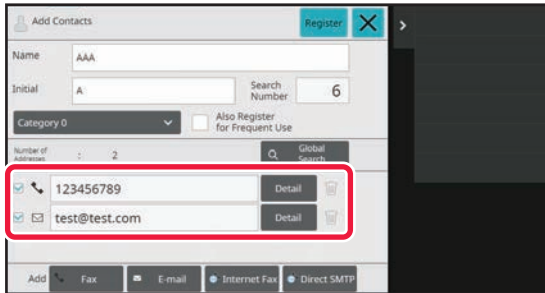 Add Contacts Register
Name AAA
Initial A Search Number 6
Category 0 Also Register for Frequent Use
Number of Addresses : 2 Global Search
123456789 Detail
test@test.com Detail
Add Fax E-mail Internet Fax Direct SMTP